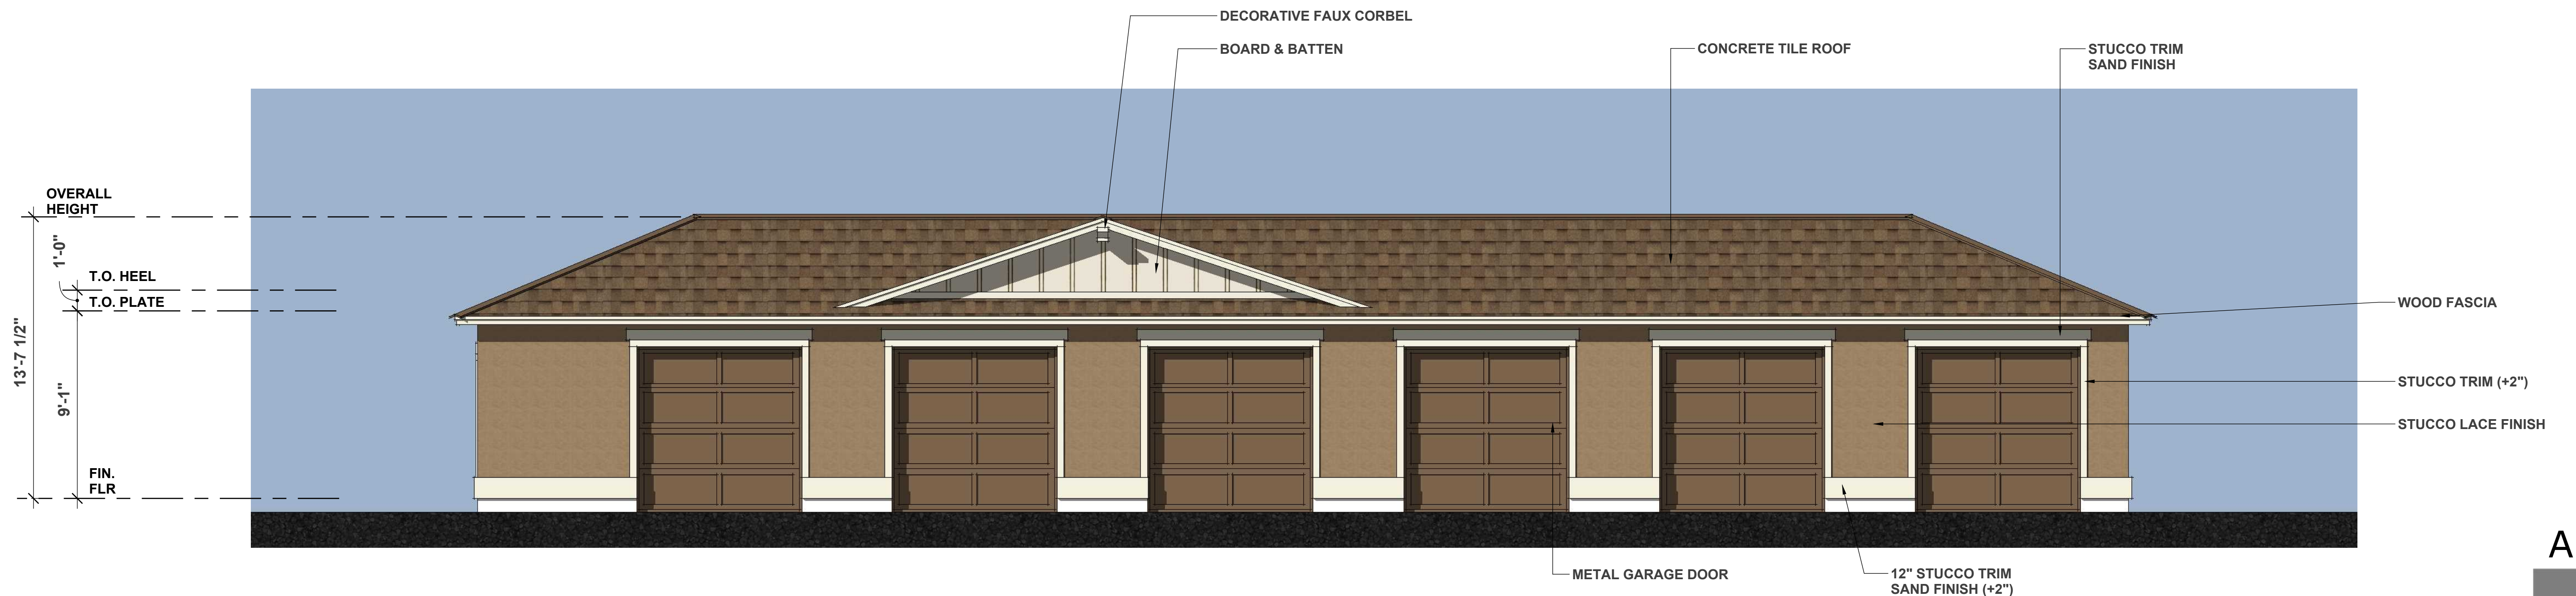 DECORATIVE FAUX CORBEL
BOARD & BATTEN
CONCRETE TILE ROOF
STUCCO TRIM
SAND FINISH
OVERALL
HEIGHT
1'-0"
T.O. HEEL
T.O. PLATE
13'-7 1/2"
9'-1"
FIN.
FLR
WOOD FASCIA
STUCCO TRIM (+2")
STUCCO LACE FINISH
METAL GARAGE DOOR
12" STUCCO TRIM
SAND FINISH (+2")
A